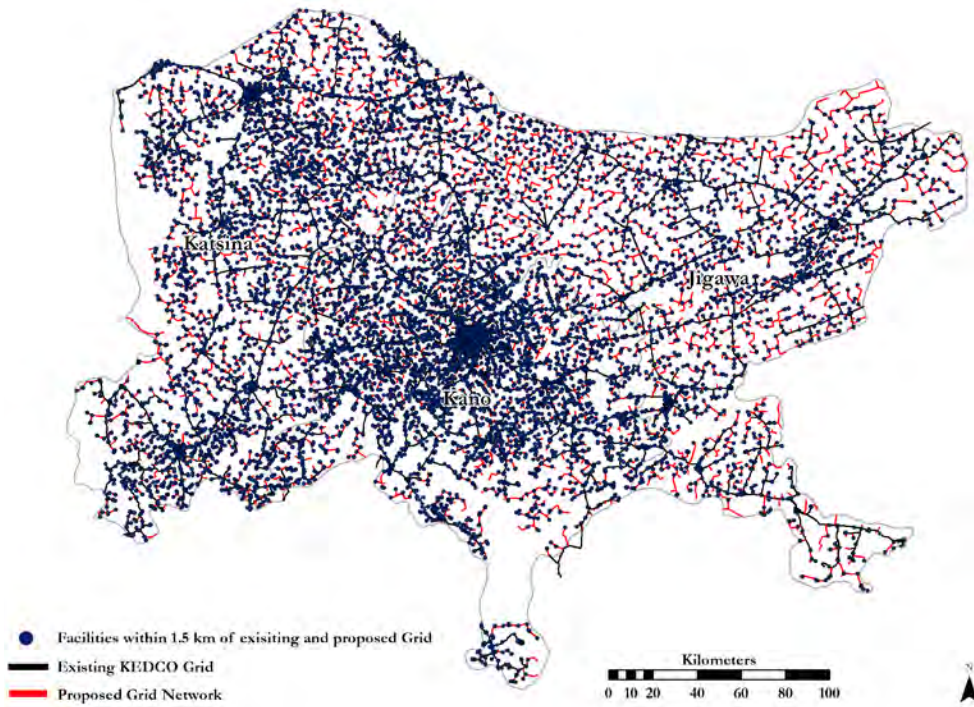 Katsina
Jigawa
Kano
Facilities within 1.5 km of exisiting and proposed Grid
Existing KEDCO Grid
Proposed Grid Network
Kilometers
0 10 20 40 60 80 100
N